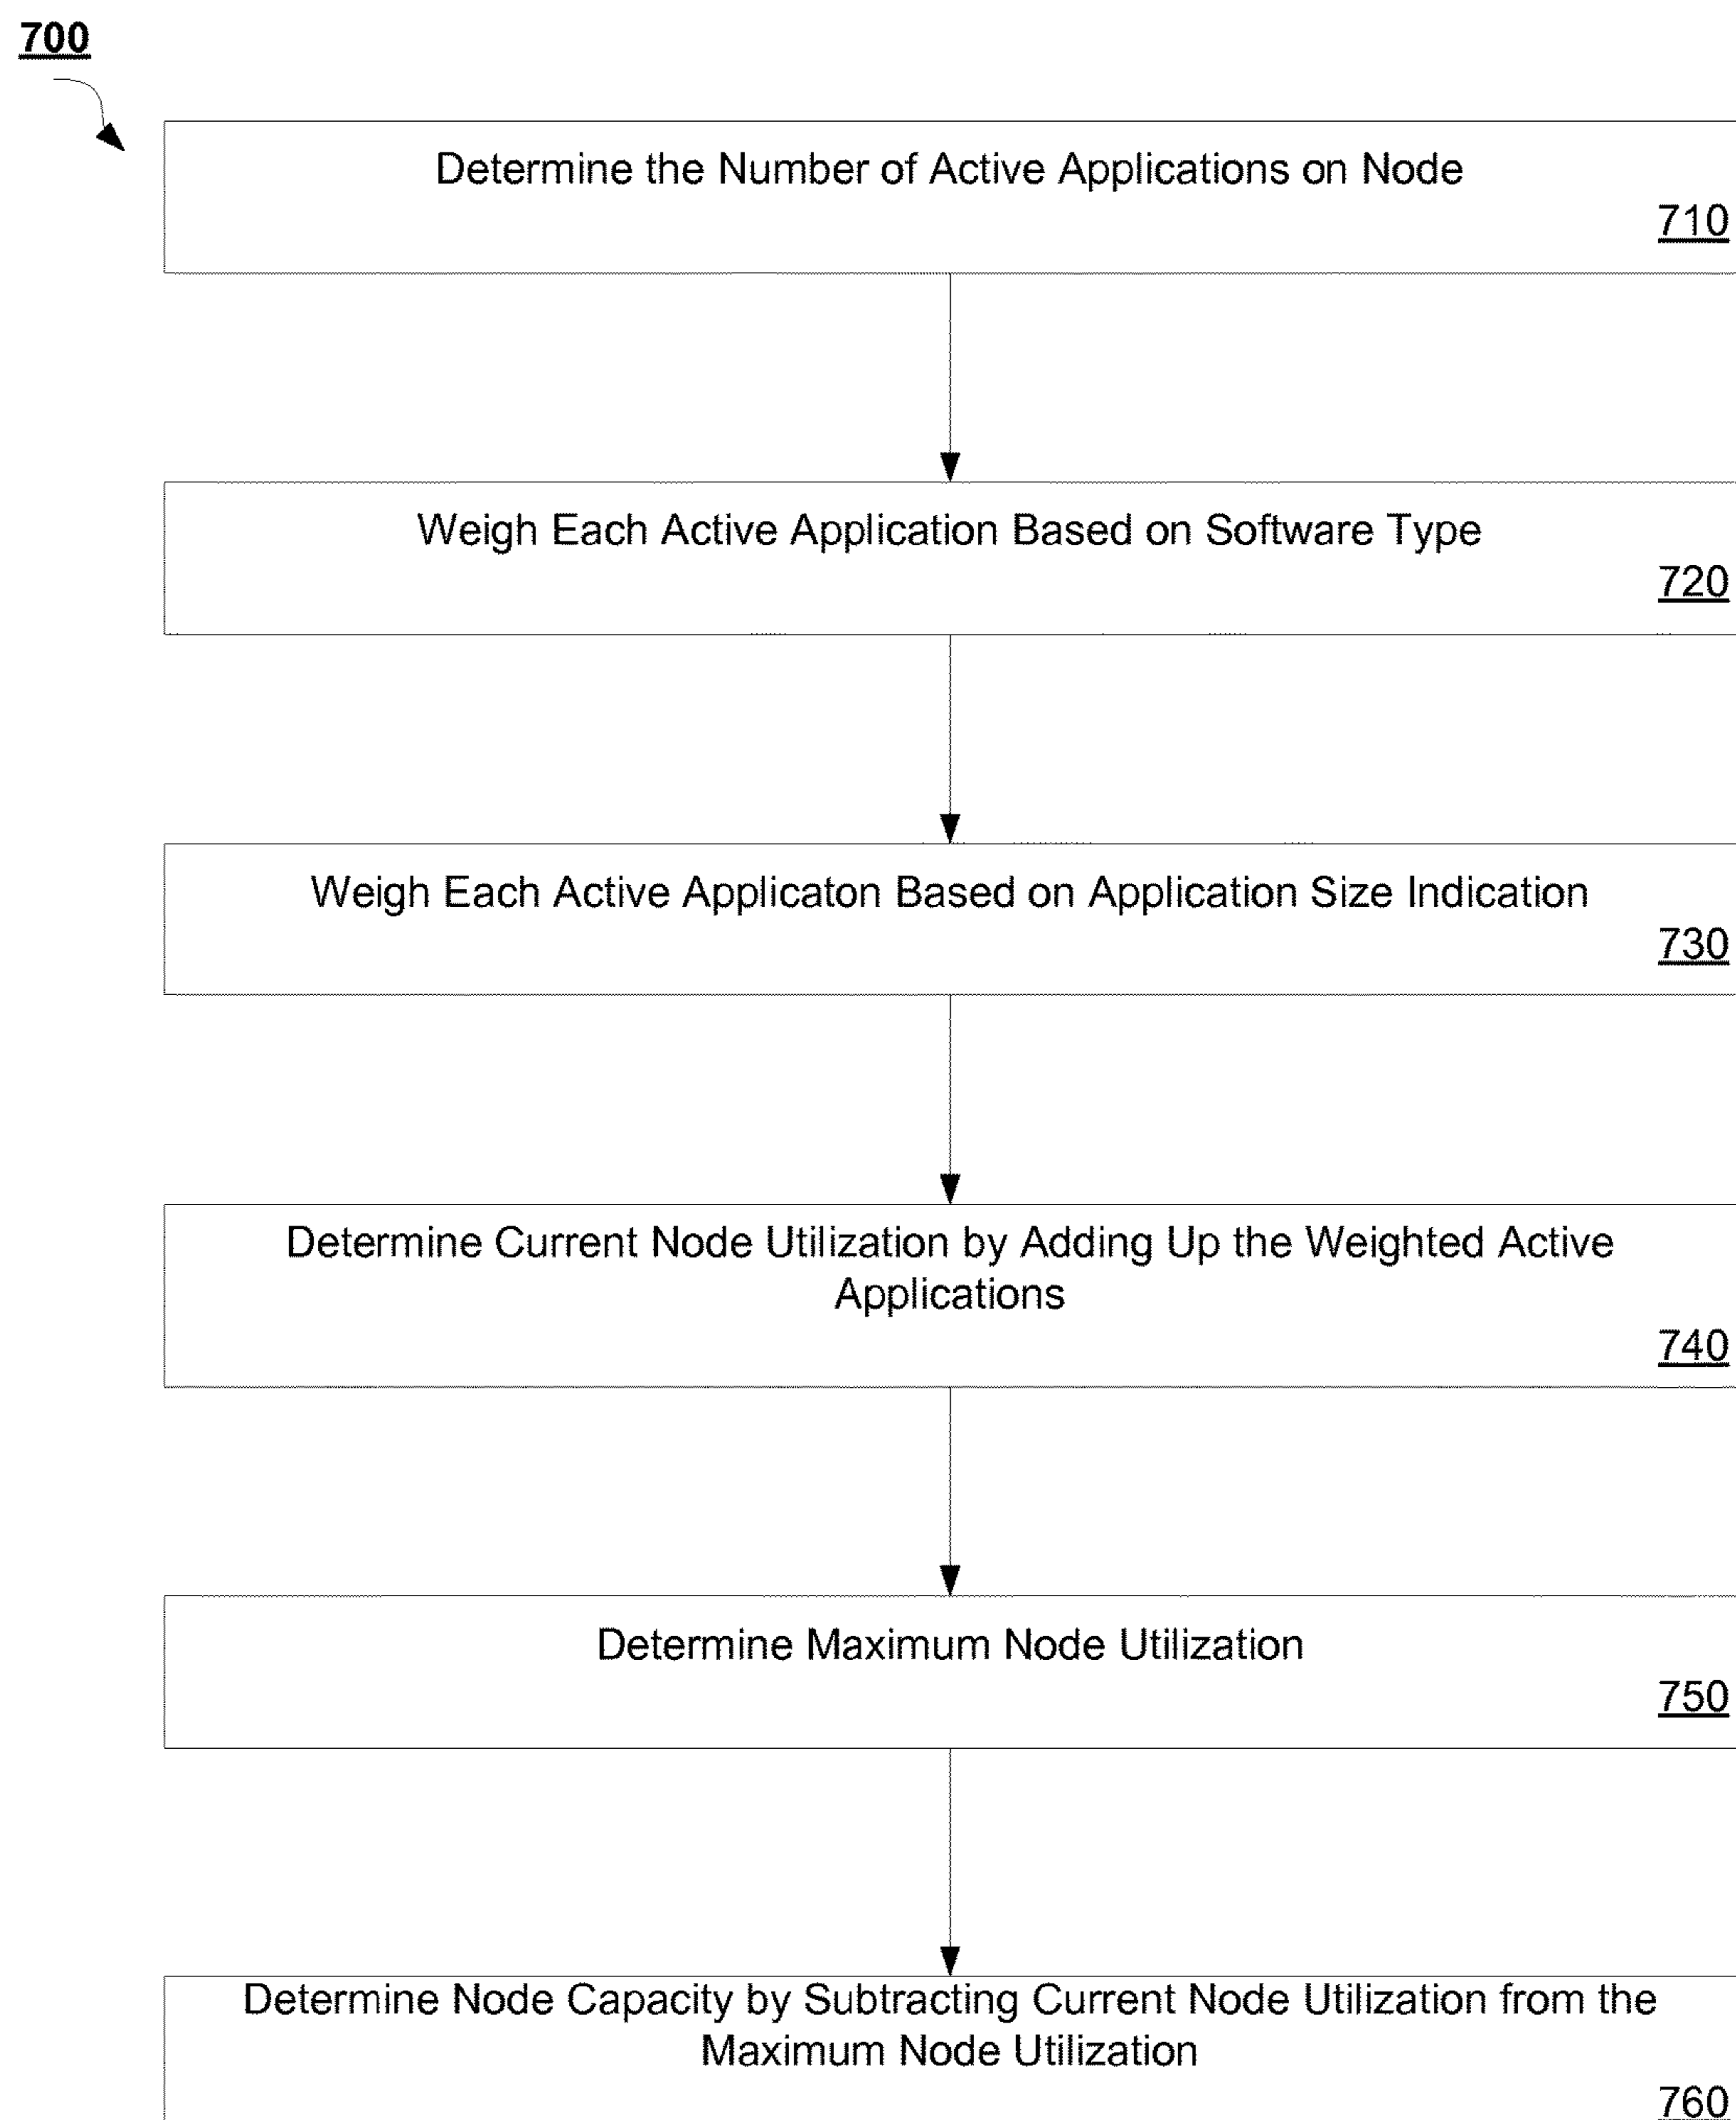 700
Determine the Number of Active Applications on Node
710
Weigh Each Active Application Based on Software Type
720
Weigh Each Active Applicaton Based on Application Size Indication
730
Determine Current Node Utilization by Adding Up the Weighted Active
Applications
740
Determine Maximum Node Utilization
750
Determine Node Capacity by Subtracting Current Node Utilization from the
Maximum Node Utilization
760